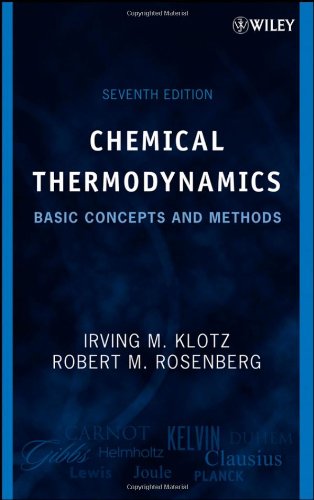 WILEY
SEVENTH EDITION
CHEMICAL
THERMODYNAMICS
BASIC CONCEPTS AND METHODS
IRVING M. KLOTZ
ROBERT M. ROSENBERG
CARNOT KELVIN DUHEM
Gibbs Helmholtz Clausius
Lewis Joule PLANCK